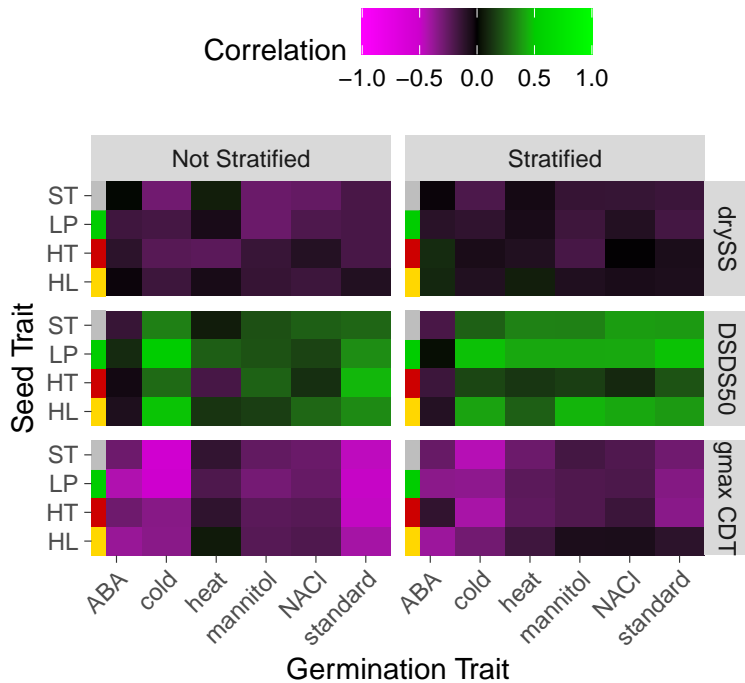 Correlation
−1.0 −0.5 0.0 0.5 1.0
Not Stratified
Stratified
ST
LP
HT
HL
drySS
ST
LP
HT
HL
DSDS50
ST
LP
HT
HL
gmax CDT
Seed Trait
ABA cold heat mannitol NACl standard
ABA cold heat mannitol NACl standard
Germination Trait